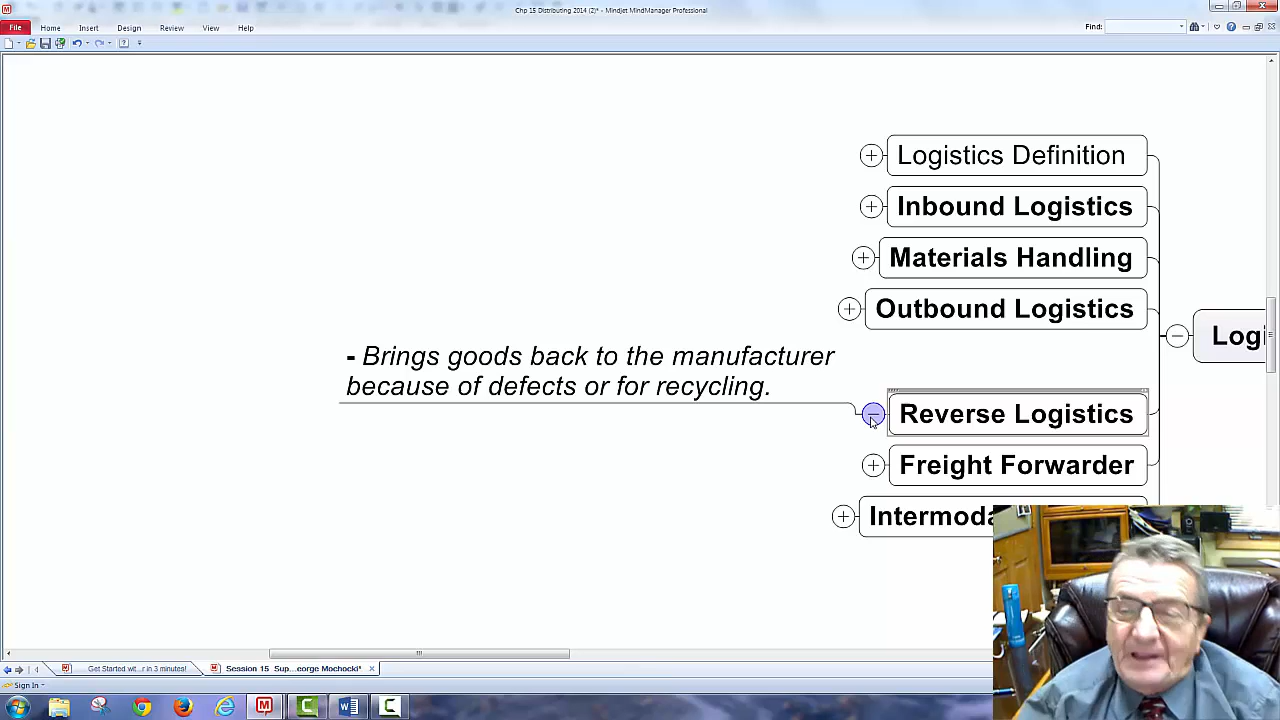 Chp 15 Distributing 2014 (2)* - Mindjet MindManager Professional
File Home Insert Design Review View Help Find:
Logistics Definition
Inbound Logistics
Materials Handling
Outbound Logistics
Logi
- Brings goods back to the manufacturer
because of defects or for recycling.
Reverse Logistics
Freight Forwarder
Intermoda
Get Started wit...r in 3 minutes! Session 15 Sup...eorge Mochocki*
Sign In